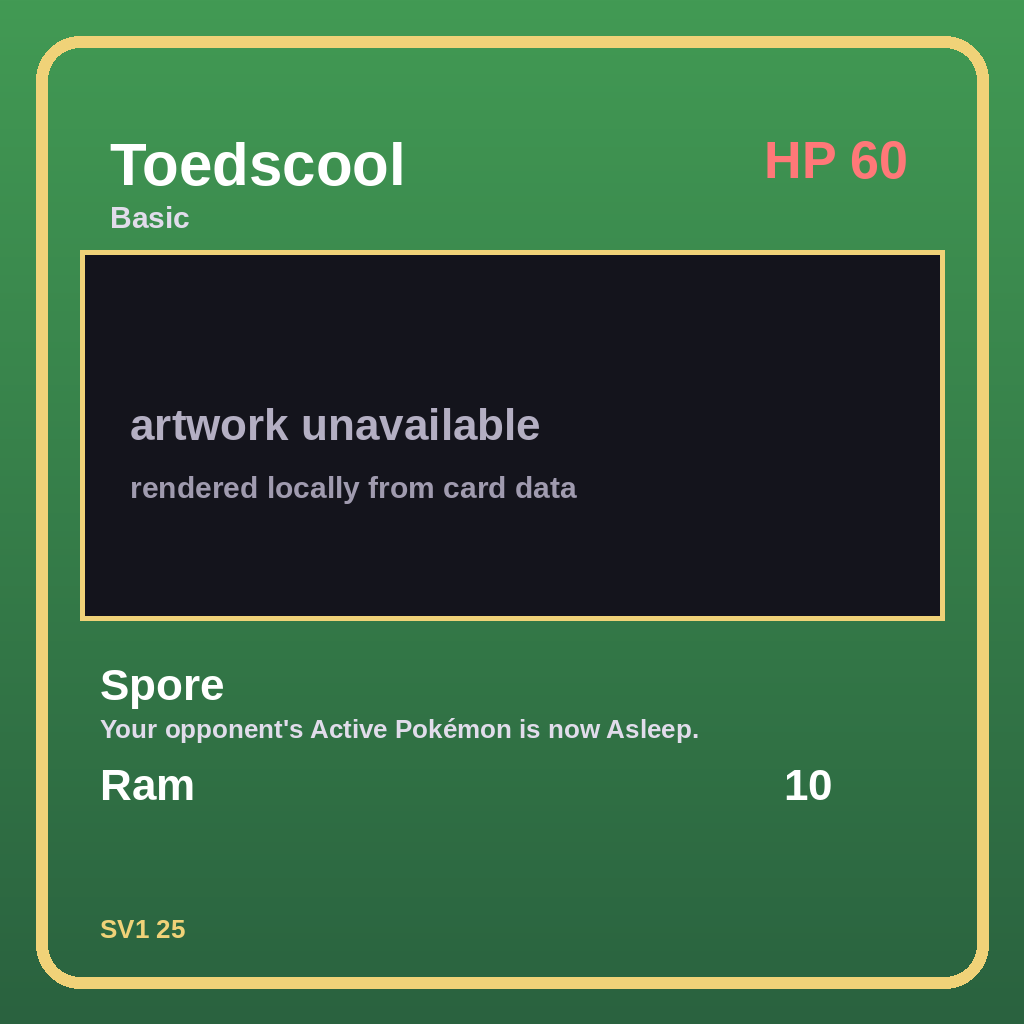 Toedscool
HP 60
Basic
artwork unavailable
rendered locally from card data
Spore
Your opponent's Active Pokémon is now Asleep.
Ram 10
SV1 25